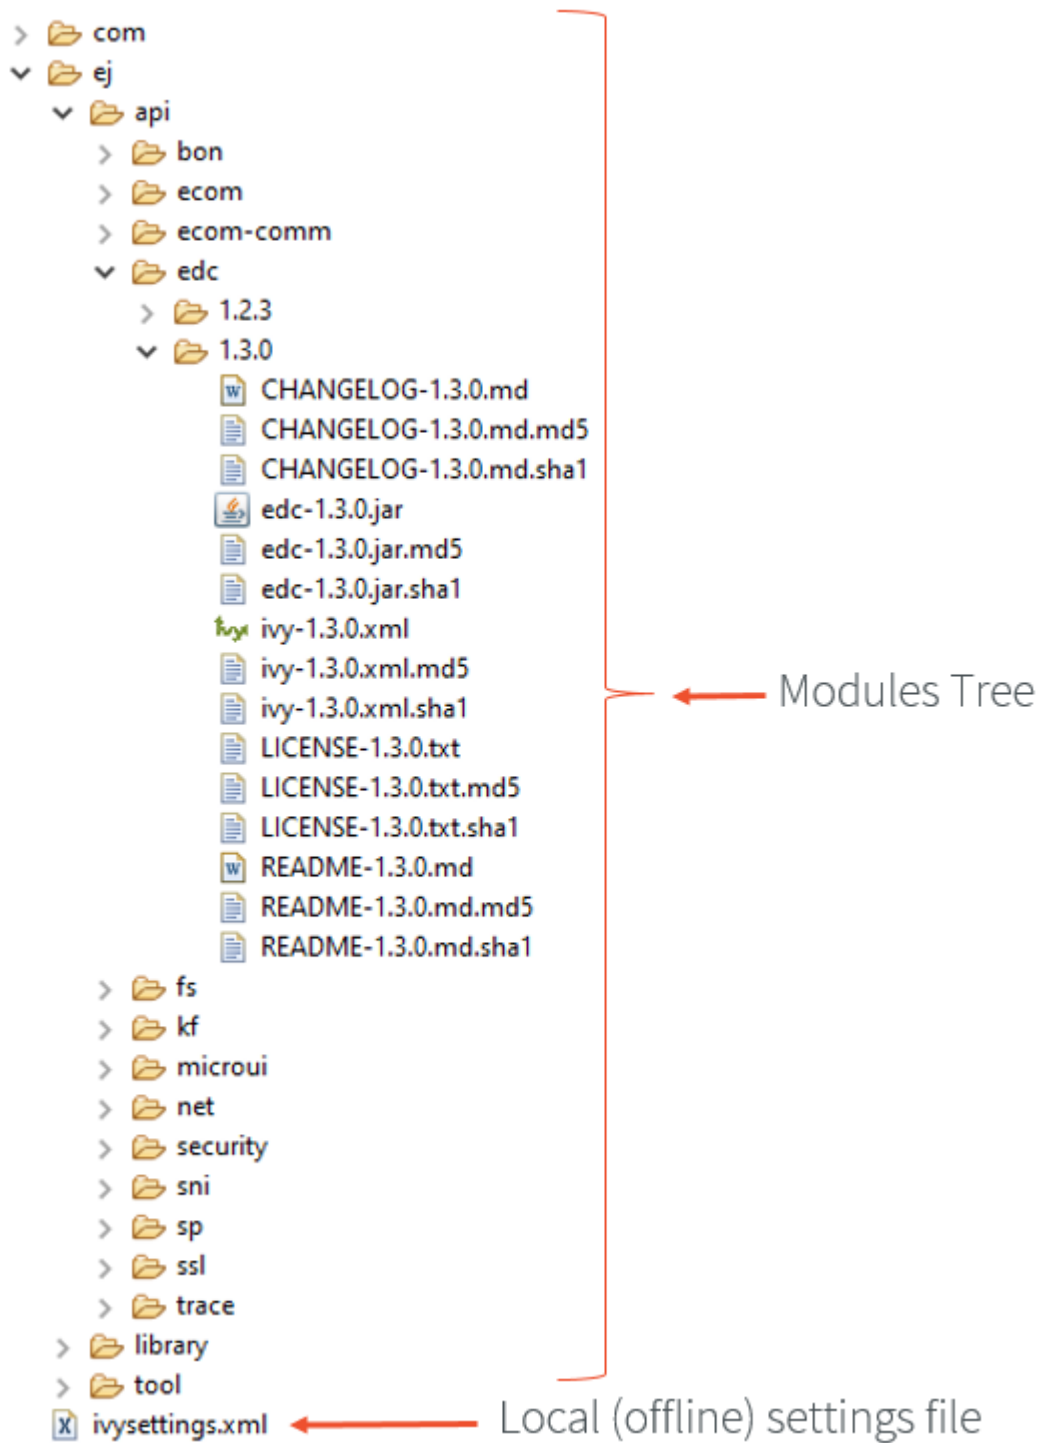 com
ej
api
bon
ecom
ecom-comm
edc
1.2.3
1.3.0
CHANGELOG-1.3.0.md
CHANGELOG-1.3.0.md.md5
CHANGELOG-1.3.0.md.sha1
edc-1.3.0.jar
edc-1.3.0.jar.md5
edc-1.3.0.jar.sha1
ivy-1.3.0.xml
ivy-1.3.0.xml.md5
ivy-1.3.0.xml.sha1
Modules Tree
LICENSE-1.3.0.txt
LICENSE-1.3.0.txt.md5
LICENSE-1.3.0.txt.sha1
README-1.3.0.md
README-1.3.0.md.md5
README-1.3.0.md.sha1
fs
kf
microui
net
security
sni
sp
ssl
trace
library
tool
ivysettings.xml
Local (offline) settings file